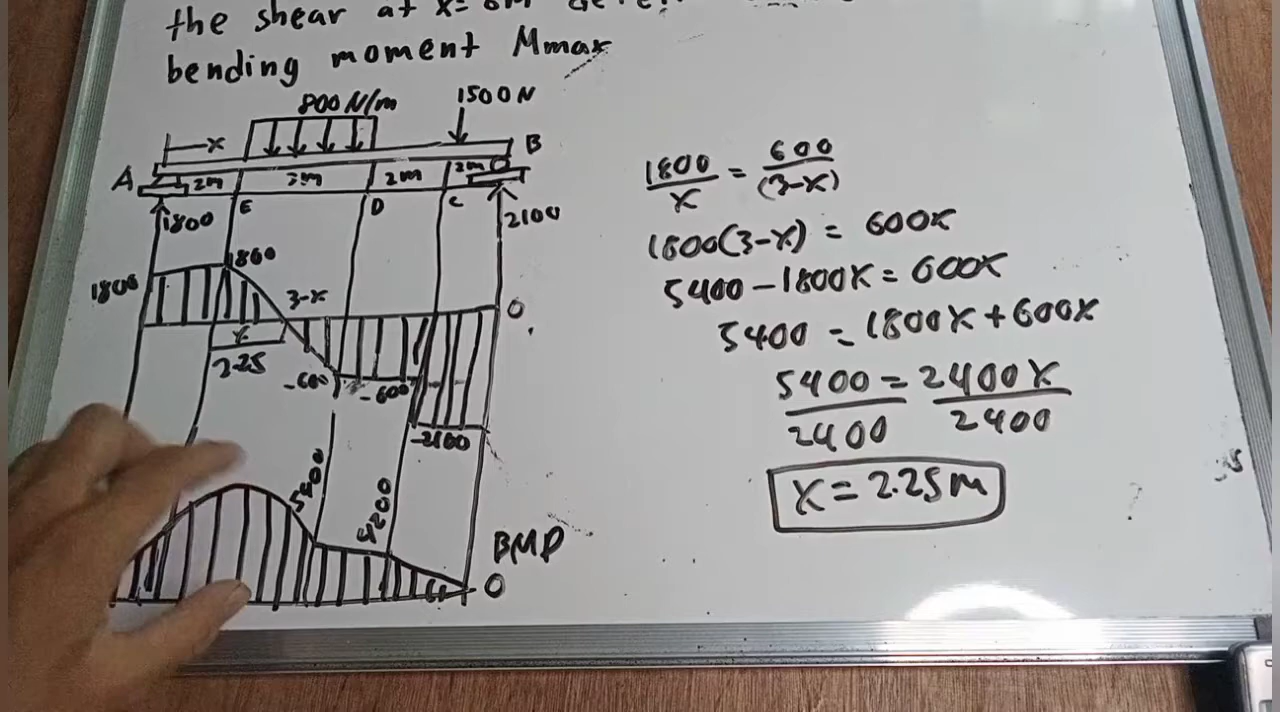 the shear at x=
bending moment Mmax
800N/m
1500N
x
A
B
2m
3m
2m
2m
E
D
C
1800
2100
1800
1800
3-x
0
x
2.25
-600
-600
-2100
5400
4200
BMD
0
1800/x = 600/(3-x)
1800(3-x) = 600x
5400-1800x=600x
5400 = 1800x+600x
5400/2400 = 2400x/2400
x=2.25m